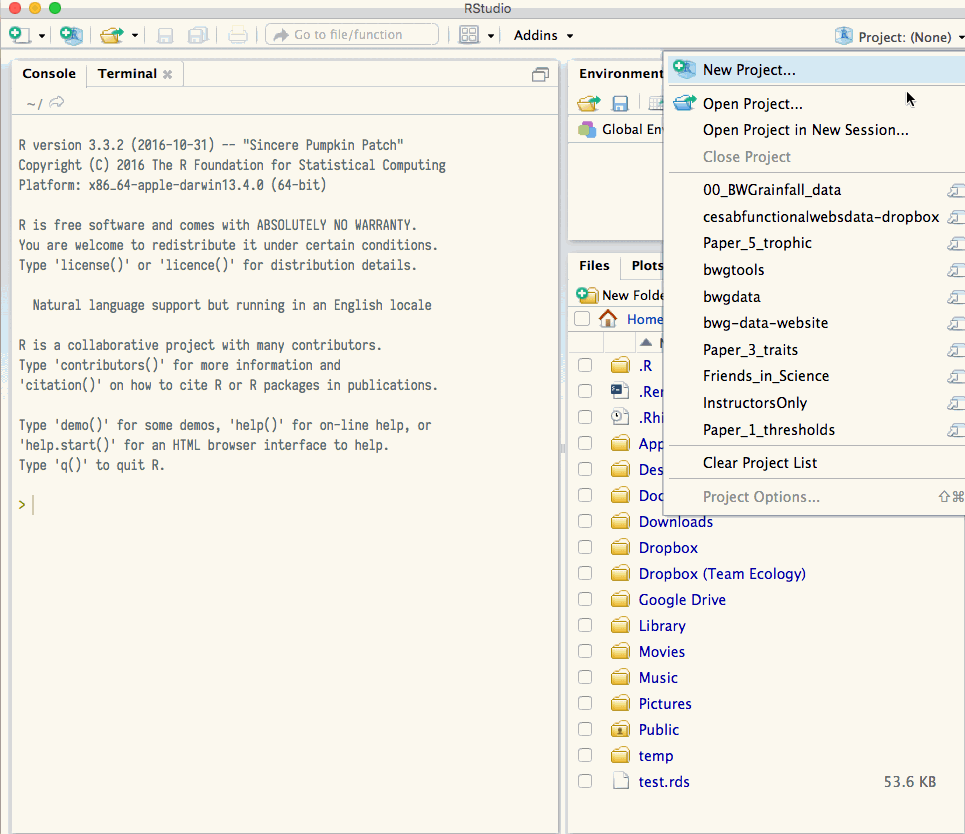 RStudio
Go to file/function
Addins
Project: (None)
Console
Terminal
~/
R version 3.3.2 (2016-10-31) -- "Sincere Pumpkin Patch"
Copyright (C) 2016 The R Foundation for Statistical Computing
Platform: x86_64-apple-darwin13.4.0 (64-bit)
R is free software and comes with ABSOLUTELY NO WARRANTY.
You are welcome to redistribute it under certain conditions.
Type 'license()' or 'licence()' for distribution details.
Natural language support but running in an English locale
R is a collaborative project with many contributors.
Type 'contributors()' for more information and
'citation()' on how to cite R or R packages in publications.
Type 'demo()' for some demos, 'help()' for on-line help, or
'help.start()' for an HTML browser interface to help.
Type 'q()' to quit R.
>
Environment
Global En
New Project...
Open Project...
Open Project in New Session...
Close Project
00_BWGrainfall_data
cesabfunctionalwebsdata-dropbox
Paper_5_trophic
bwgtools
bwgdata
bwg-data-website
Paper_3_traits
Friends_in_Science
InstructorsOnly
Paper_1_thresholds
Clear Project List
Project Options... ⇧⌘
Files
Plots
New Folde
Home
.R
.Rhi
App
Des
Doc
Downloads
Dropbox
Dropbox (Team Ecology)
Google Drive
Library
Movies
Music
Pictures
Public
temp
test.rds 53.6 KB